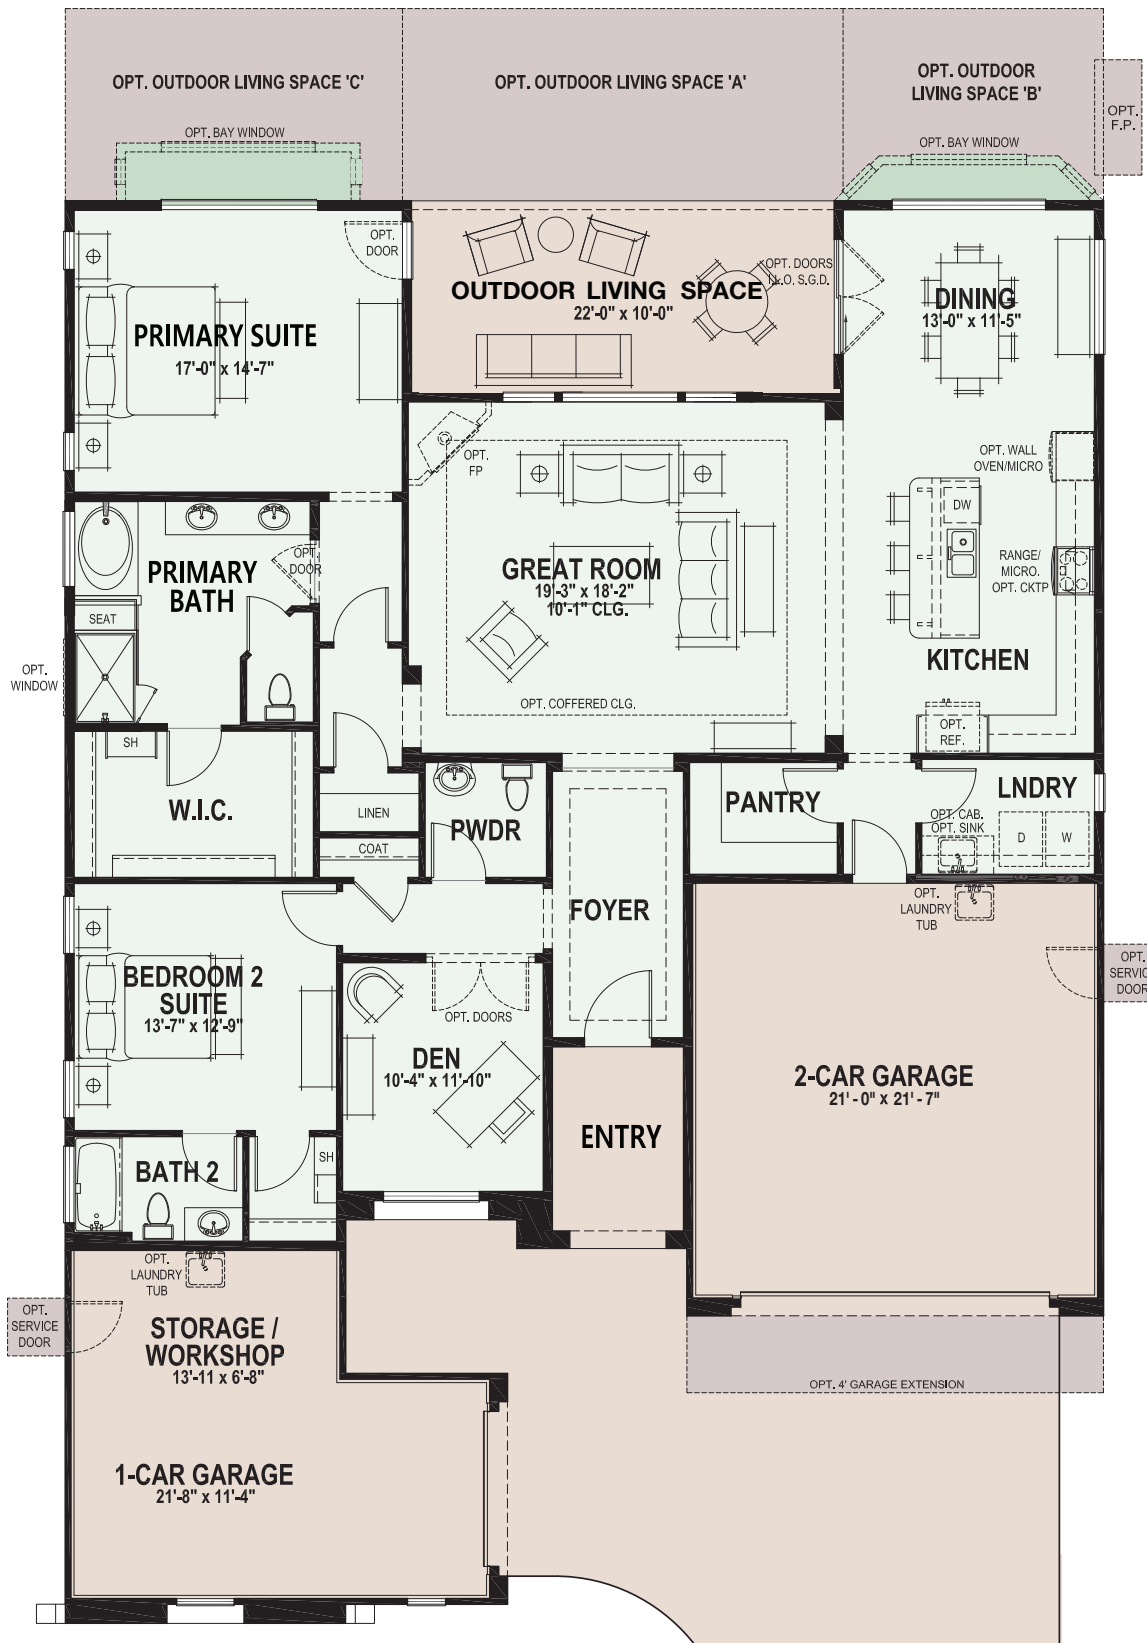 OPT. OUTDOOR LIVING SPACE 'C'
OPT. OUTDOOR LIVING SPACE 'A'
OPT. OUTDOOR
LIVING SPACE 'B'
OPT.
F.P.
OPT. BAY WINDOW
OPT. BAY WINDOW
OPT.
DOOR
OPT. DOORS
I.L.O. S.G.D.
OUTDOOR LIVING SPACE
22'-0" x 10'-0"
DINING
13'-0" x 11'-5"
PRIMARY SUITE
17'-0" x 14'-7"
OPT.
FP
OPT. WALL
OVEN/MICRO
DW
OPT.
DOOR
PRIMARY
BATH
GREAT ROOM
19'-3" x 18'-2"
10'-1" CLG.
RANGE/
MICRO.
OPT. CKTP
SEAT
OPT.
WINDOW
KITCHEN
OPT. COFFERED CLG.
OPT.
REF.
SH
W.I.C.
LINEN
PWDR
COAT
PANTRY
LNDRY
OPT. CAB.
OPT. SINK
D
W
FOYER
OPT.
LAUNDRY
TUB
OPT.
SERVIC
DOOR
BEDROOM 2
SUITE
13'-7" x 12'-9"
OPT. DOORS
DEN
10'-4" x 11'-10"
2-CAR GARAGE
21'-0" x 21'-7"
ENTRY
BATH 2
SH
OPT.
LAUNDRY
TUB
OPT.
SERVICE
DOOR
STORAGE /
WORKSHOP
13'-11 x 6'-8"
OPT. 4' GARAGE EXTENSION
1-CAR GARAGE
21'-8" x 11'-4"